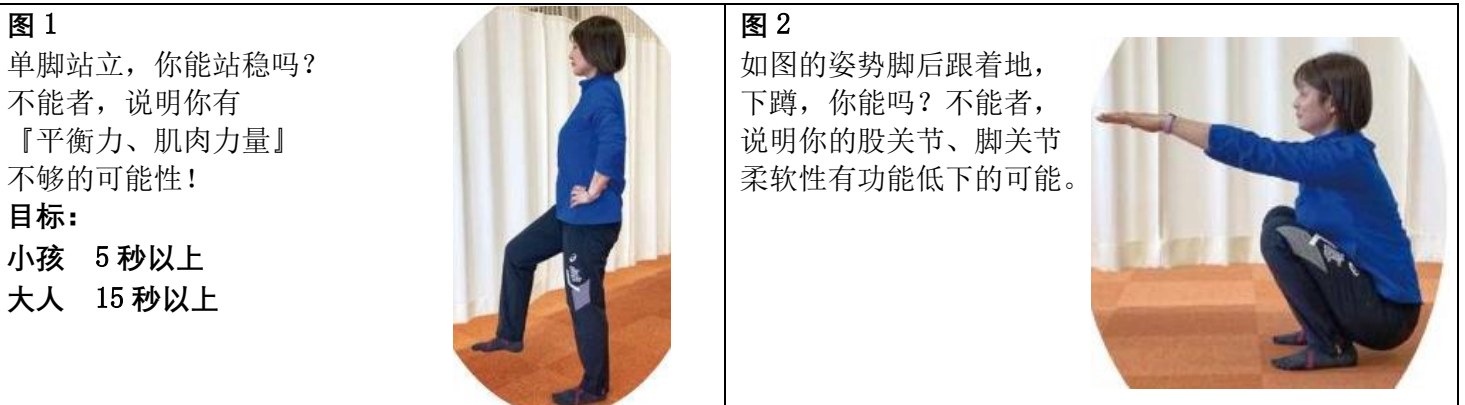 图 1
单脚站立，你能站稳吗？
不能者，说明你有
『平衡力、肌肉力量』
不够的可能性！
目标：
小孩　5 秒以上
大人　15 秒以上
图 2
如图的姿势脚后跟着地，
下蹲，你能吗？不能者，
说明你的股关节、脚关节
柔软性有功能低下的可能。